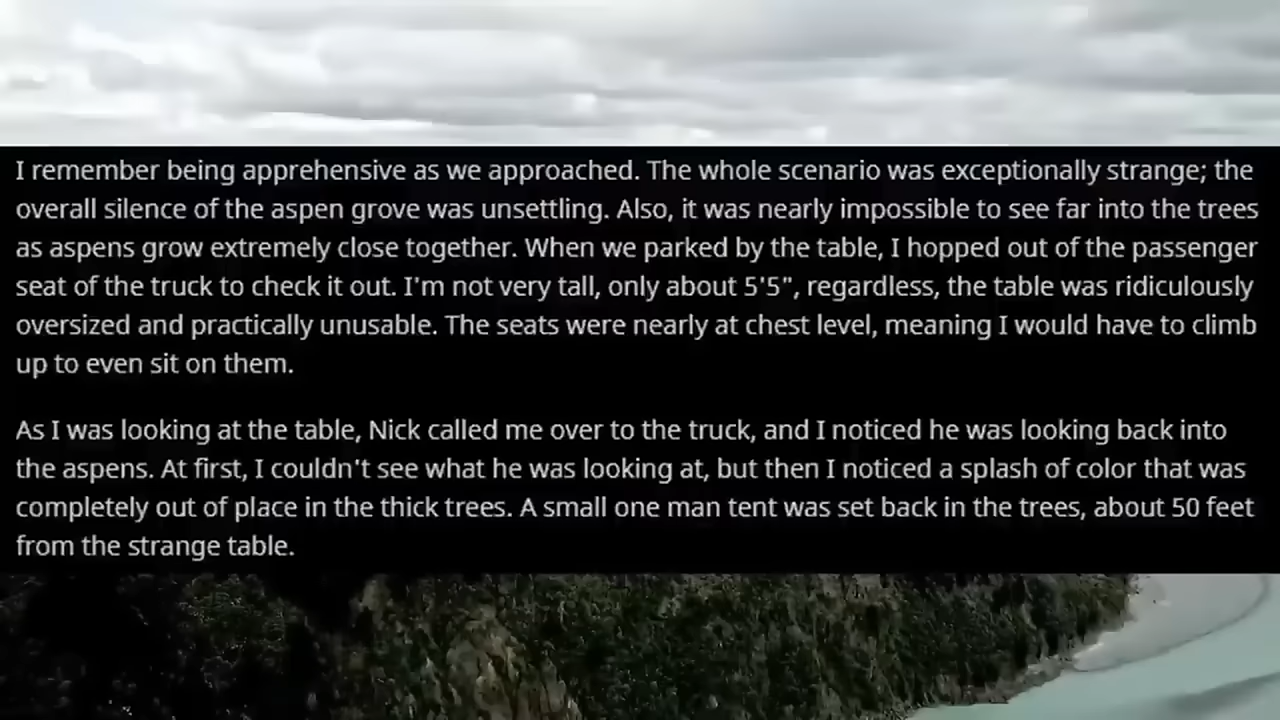 I remember being apprehensive as we approached. The whole scenario was exceptionally strange; the
overall silence of the aspen grove was unsettling. Also, it was nearly impossible to see far into the trees
as aspens grow extremely close together. When we parked by the table, I hopped out of the passenger
seat of the truck to check it out. I'm not very tall, only about 5'5", regardless, the table was ridiculously
oversized and practically unusable. The seats were nearly at chest level, meaning I would have to climb
up to even sit on them.
As I was looking at the table, Nick called me over to the truck, and I noticed he was looking back into
the aspens. At first, I couldn't see what he was looking at, but then I noticed a splash of color that was
completely out of place in the thick trees. A small one man tent was set back in the trees, about 50 feet
from the strange table.